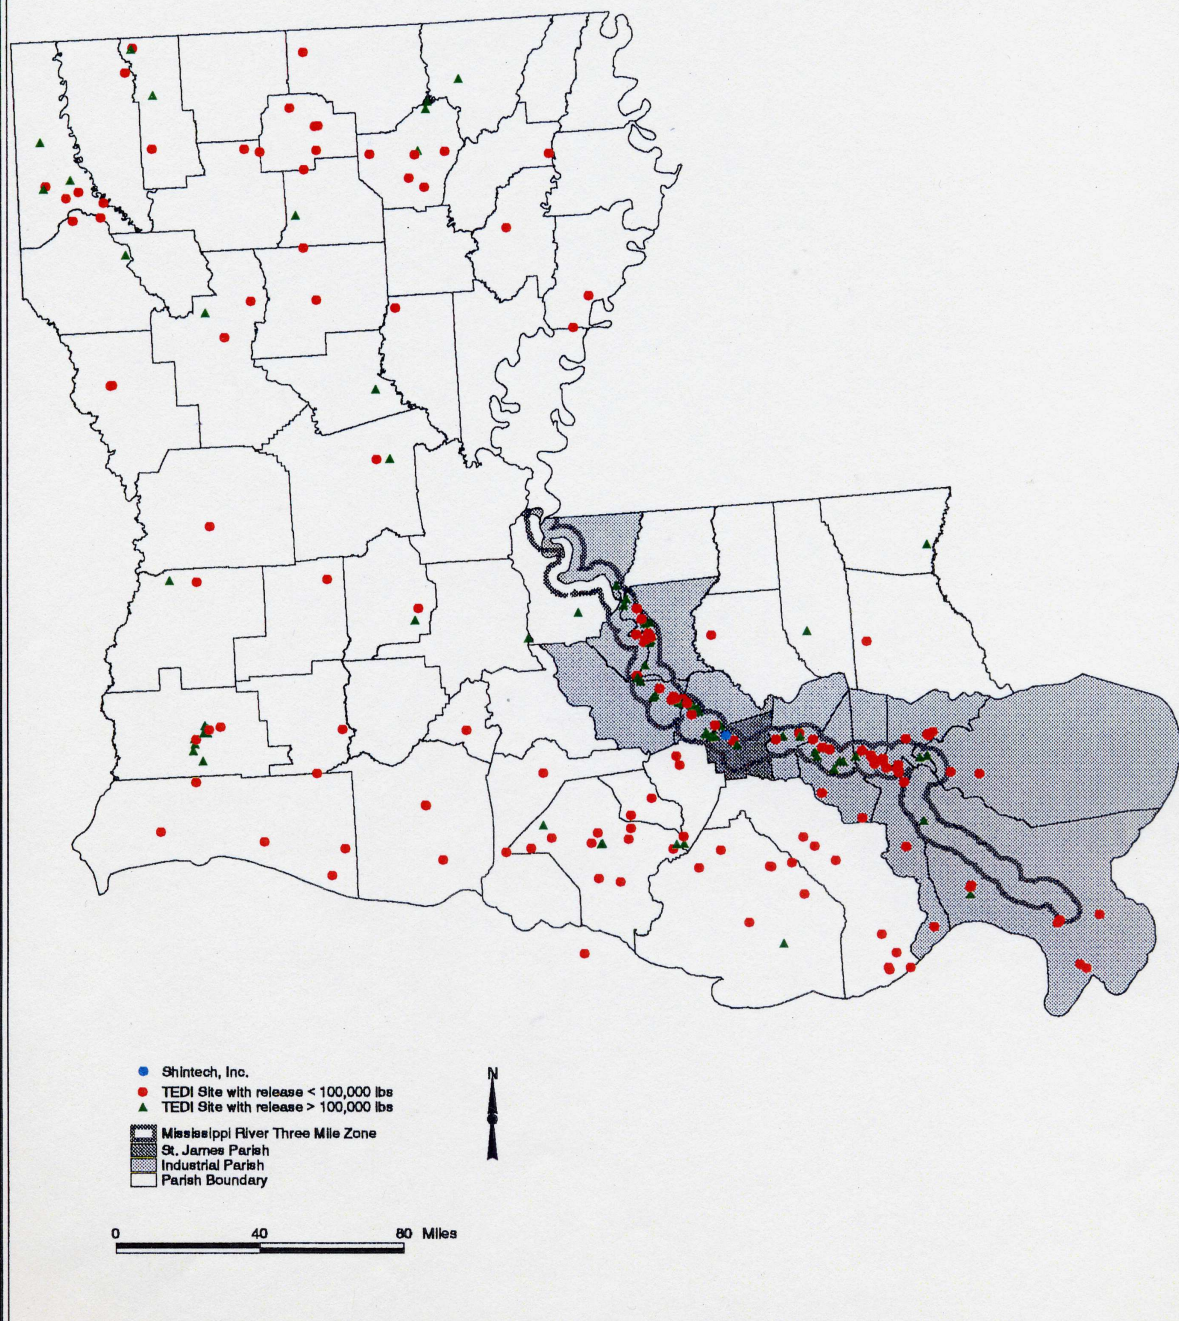 Shintech, Inc.
TEDI Site with release < 100,000 lbs
TEDI Site with release > 100,000 lbs
Mississippi River Three Mile Zone
St. James Parish
Industrial Parish
Parish Boundary
N
0 40 80 Miles